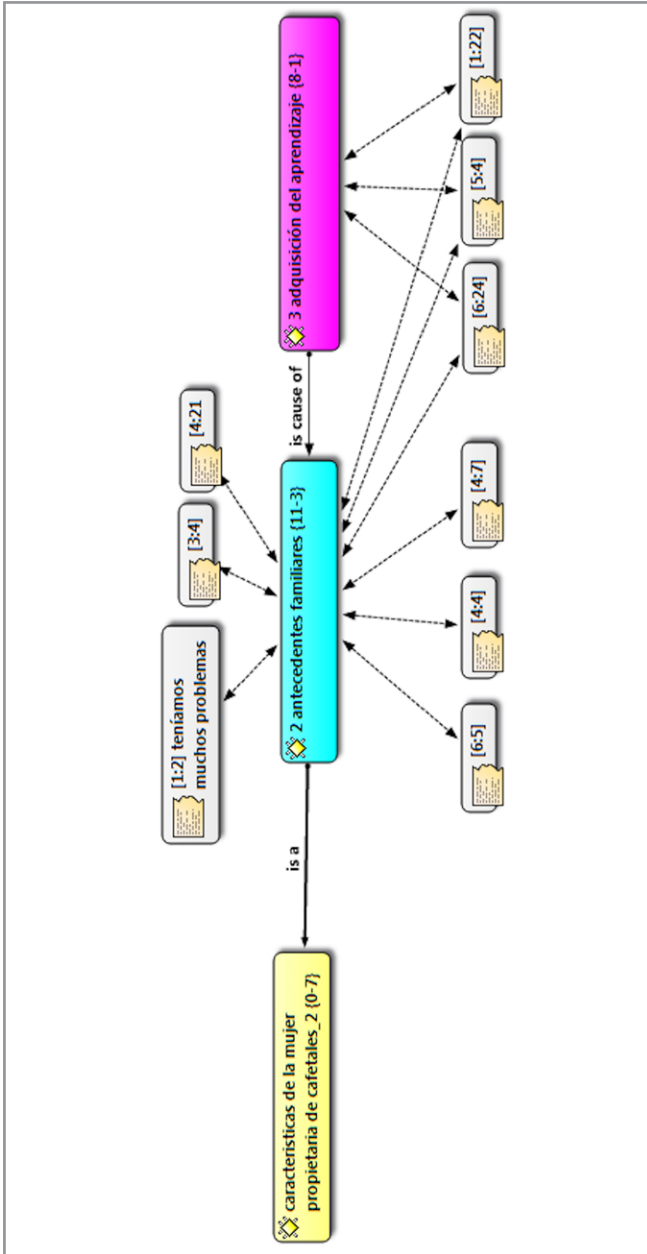 [1:2] teníamos
muchos problemas
[3:4]
[4:21
caracteristicas de la mujer
propietaria de cafetales_2 {0-7}
is a
2 antecedentes familiares {11-3}
is cause of
3 adquisición del aprendizaje {8-1}
[6:5]
[4:4]
[4:7]
[6:24]
[5:4]
[1:22]